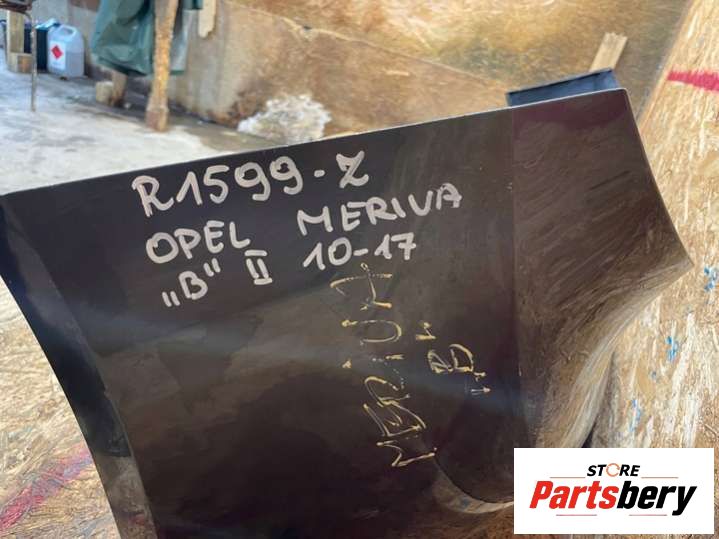 R1599-Z
OPEL MERIVA
„B" II 10-17
MERIVA
"B"
STORE
Partsbery